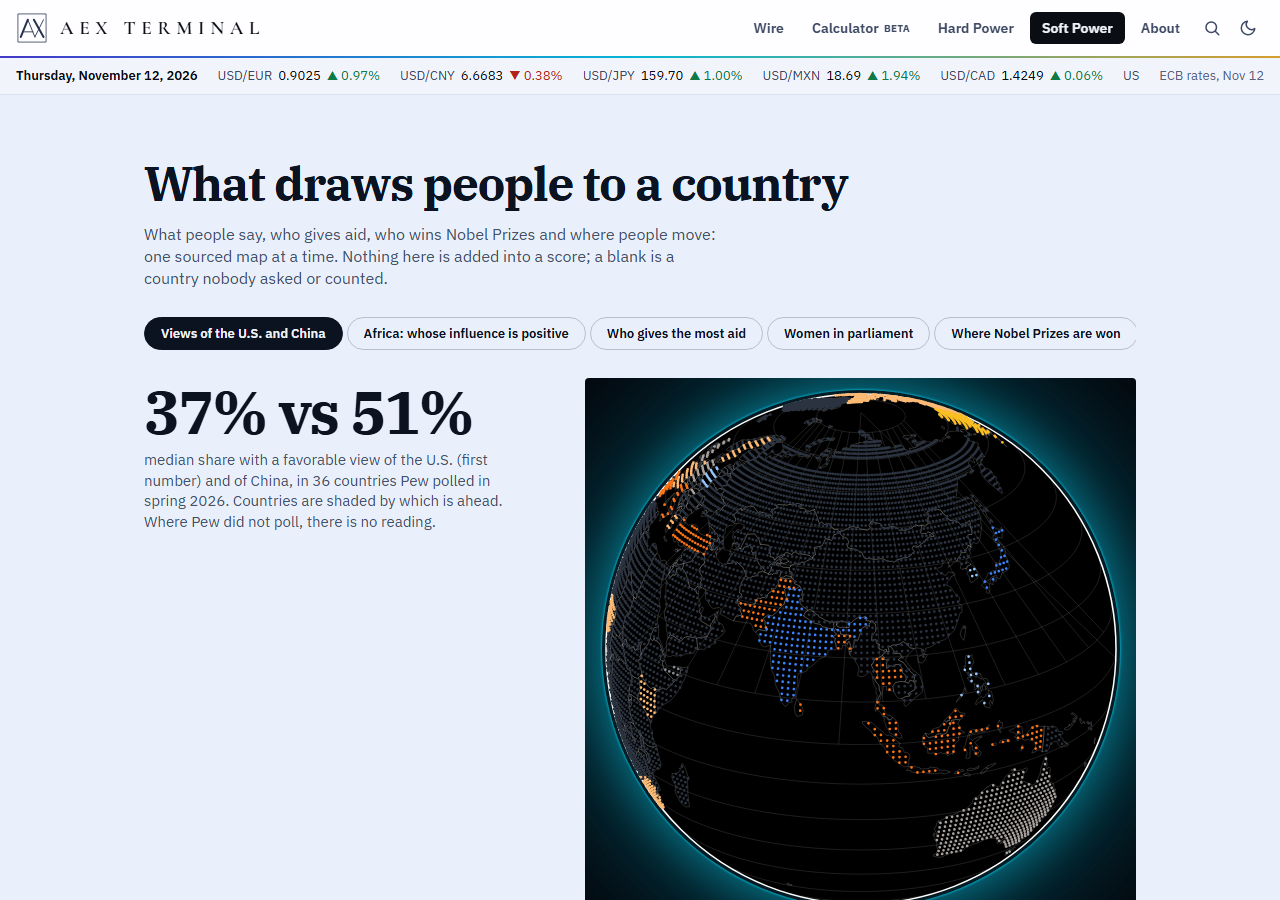 AEX TERMINAL
Wire
Calculator BETA
Hard Power
Soft Power
About
Thursday, November 12, 2026 USD/EUR 0.9025 ▲ 0.97% USD/CNY 6.6683 ▼ 0.38% USD/JPY 159.70 ▲ 1.00% USD/MXN 18.69 ▲ 1.94% USD/CAD 1.4249 ▲ 0.06% US ECB rates, Nov 12
What draws people to a country
What people say, who gives aid, who wins Nobel Prizes and where people move:
one sourced map at a time. Nothing here is added into a score; a blank is a
country nobody asked or counted.
Views of the U.S. and China
Africa: whose influence is positive
Who gives the most aid
Women in parliament
Where Nobel Prizes are won
37% vs 51%
median share with a favorable view of the U.S. (first
number) and of China, in 36 countries Pew polled in
spring 2026. Countries are shaded by which is ahead.
Where Pew did not poll, there is no reading.